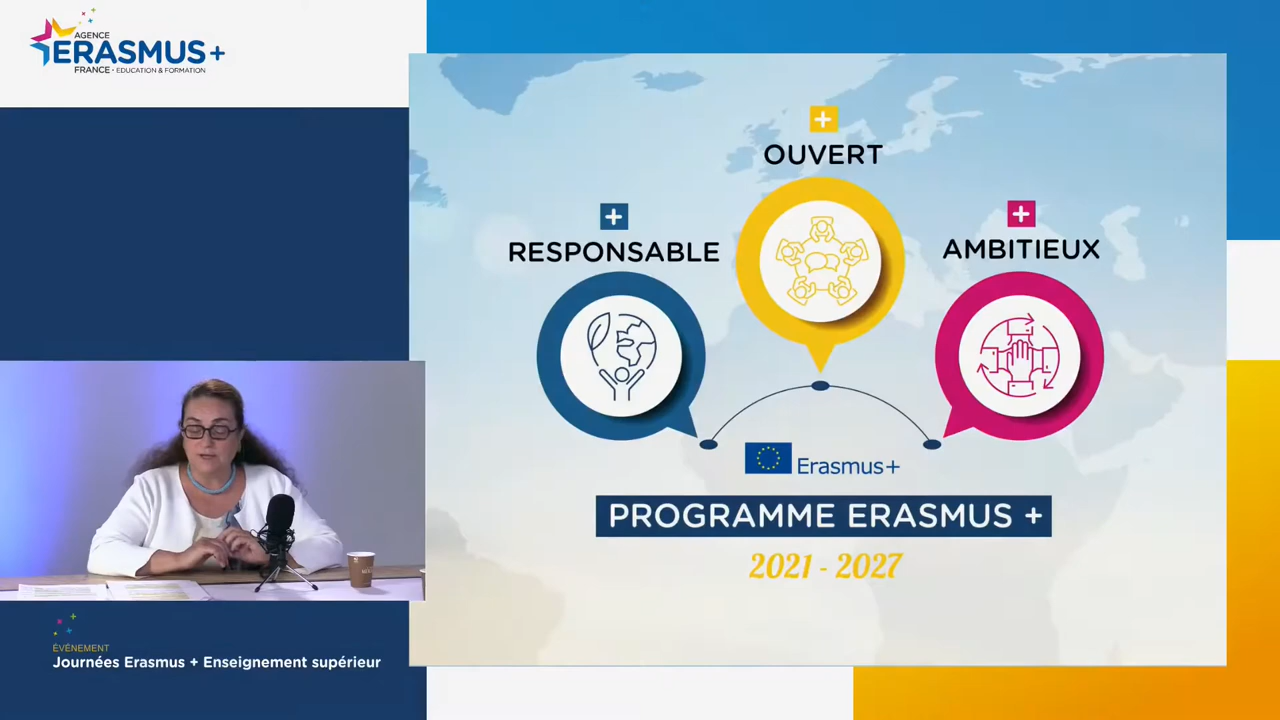 AGENCE
ERASMUS+
FRANCE • EDUCATION & FORMATION
OUVERT
RESPONSABLE
AMBITIEUX
Erasmus+
PROGRAMME ERASMUS +
2021 - 2027
ÉVÉNEMENT
Journées Erasmus + Enseignement supérieur